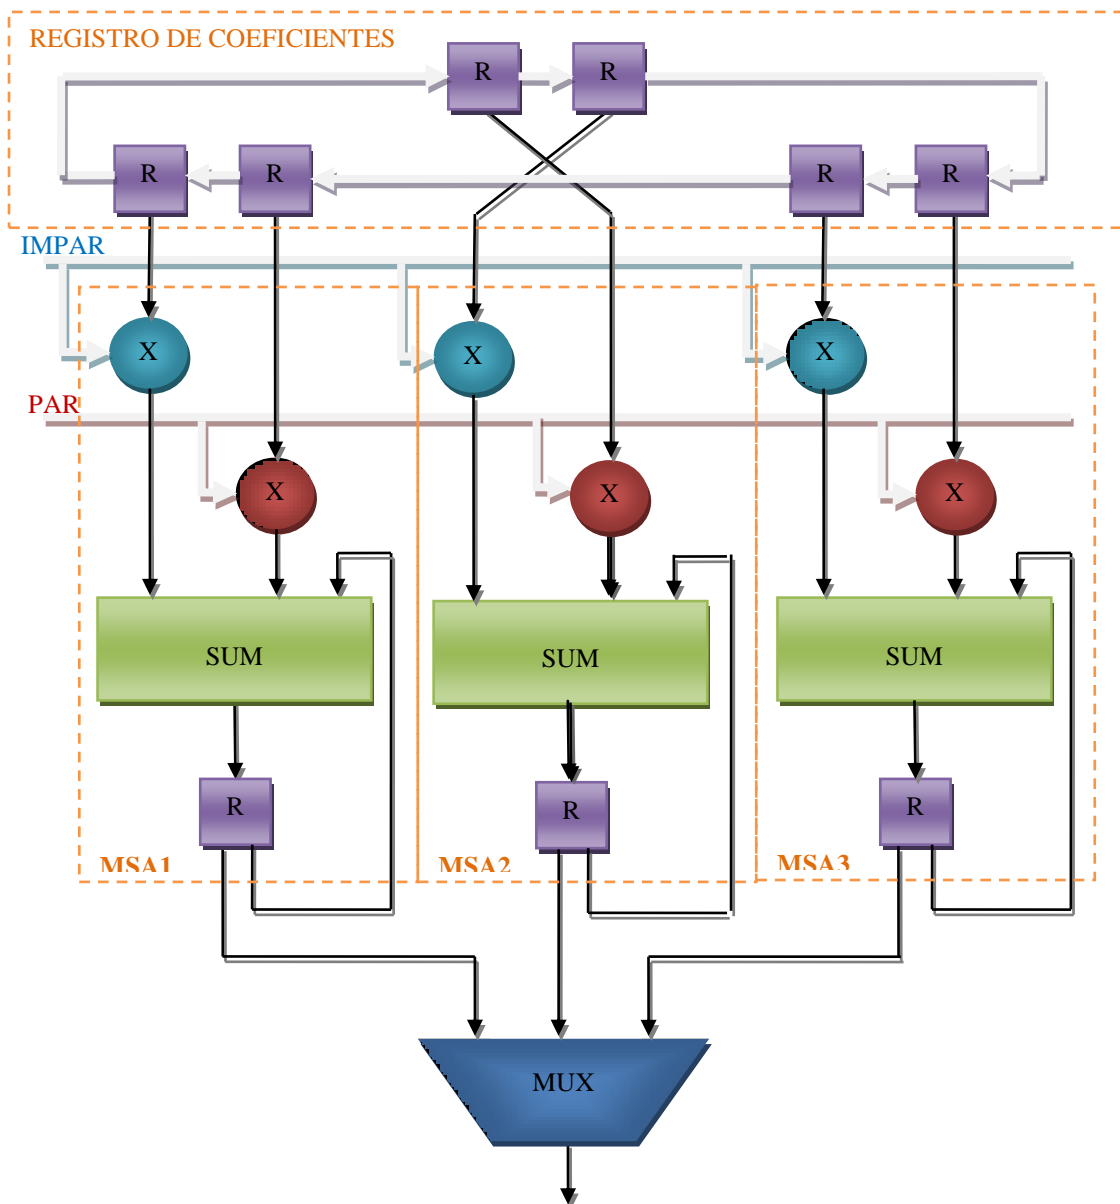 REGISTRO DE COEFICIENTES
R R
R R R R
IMPAR
X X X
PAR
X X X
SUM SUM SUM
R R R
MSA1 MSA2 MSA3
MUX